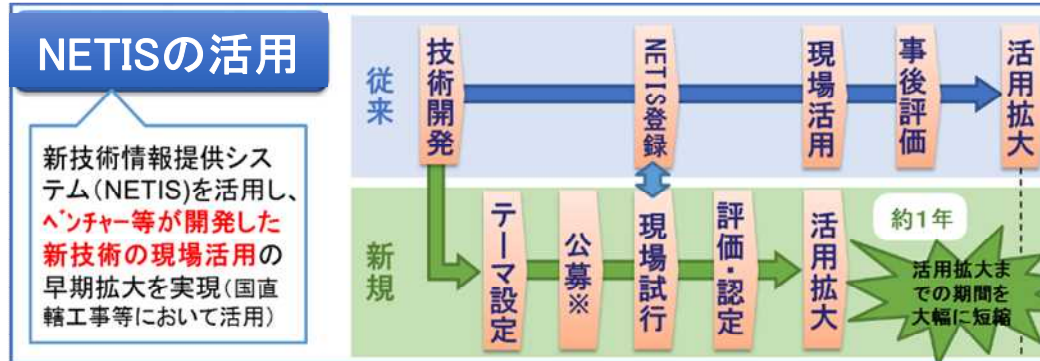 NETISの活用
新技術情報提供シス
テム(NETIS)を活用し、
ベンチャー等が開発した
新技術の現場活用の
早期拡大を実現(国直
轄工事等において活用)
従来
技術開発
NETIS登録
現場活用
事後評価
活用拡大
新規
テーマ設定
公募※
現場試行
評価・認定
活用拡大
約1年
活用拡大ま
での期間を
大幅に短縮